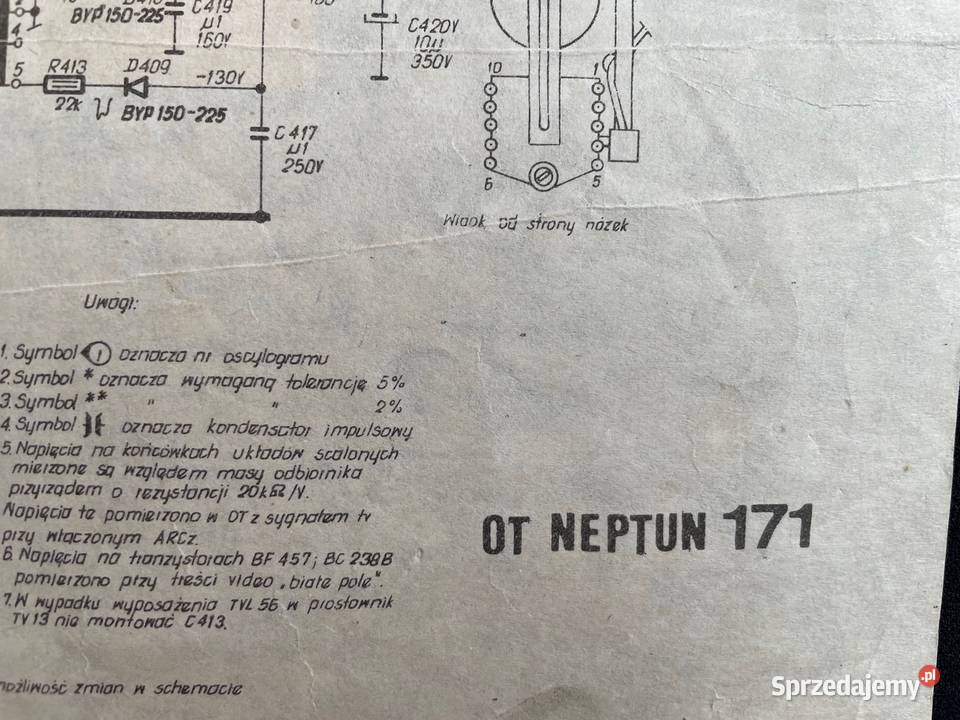 C419
BYP 150-225
µ1
160V
4
C420V
10µ
350V
5
R413
D409
-130V
22k
BYP 150-225
10
1
C417
µ1
250V
6
5
Widok od strony nóżek
Uwagi:
1. Symbol 1 oznacza nr oscylogramu
2. Symbol * oznacza wymaganą tolerancję 5%
3. Symbol ** " " 2%
4. Symbol oznacza kondensator impulsowy
5. Napięcia na końcówkach układów scalonych
mierzone są względem masy odbiornika
przyrządem o rezystancji 20kΩ/V.
Napięcia te pomierzono w OT z sygnałem tv
przy włączonym ARCz.
6. Napięcia na tranzystorach BF 457; BC 238B
pomierzono przy treści video „białe pole".
7. W wypadku wyposażenia TVL 56 w prostownik
TV13 nie montować C413.
OT NEPTUN 171
możliwość zmian w schemacie
Sprzedajemy.pl